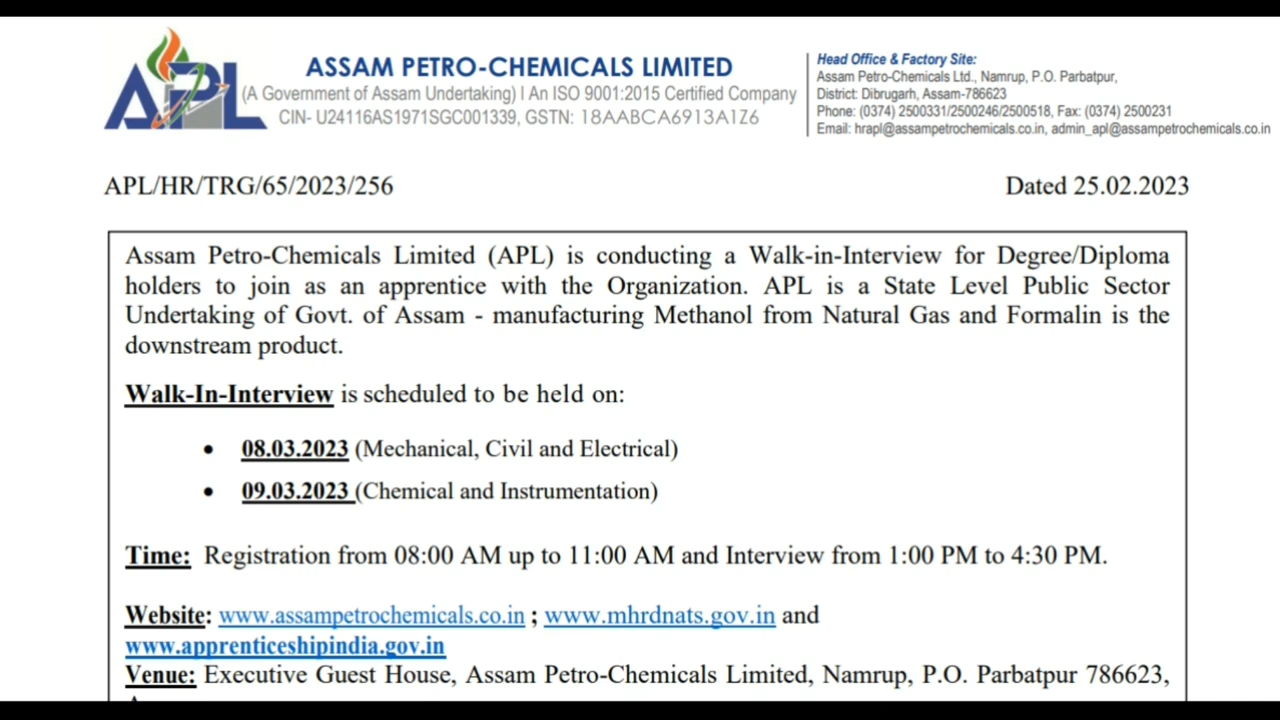 APL
ASSAM PETRO-CHEMICALS LIMITED
(A Government of Assam Undertaking) I An ISO 9001:2015 Certified Company
CIN- U24116AS1971SGC001339, GSTN: 18AABCA6913A1Z6
Head Office & Factory Site:
Assam Petro-Chemicals Ltd., Namrup, P.O. Parbatpur,
District: Dibrugarh, Assam-786623
Phone: (0374) 2500331/2500246/2500518, Fax: (0374) 2500231
Email: hrapl@assampetrochemicals.co.in, admin_apl@assampetrochemicals.co.in
APL/HR/TRG/65/2023/256 Dated 25.02.2023
Assam Petro-Chemicals Limited (APL) is conducting a Walk-in-Interview for Degree/Diploma
holders to join as an apprentice with the Organization. APL is a State Level Public Sector
Undertaking of Govt. of Assam - manufacturing Methanol from Natural Gas and Formalin is the
downstream product.
Walk-In-Interview is scheduled to be held on:
• 08.03.2023 (Mechanical, Civil and Electrical)
• 09.03.2023 (Chemical and Instrumentation)
Time: Registration from 08:00 AM up to 11:00 AM and Interview from 1:00 PM to 4:30 PM.
Website: www.assampetrochemicals.co.in ; www.mhrdnats.gov.in and
www.apprenticeshipindia.gov.in
Venue: Executive Guest House, Assam Petro-Chemicals Limited, Namrup, P.O. Parbatpur 786623,